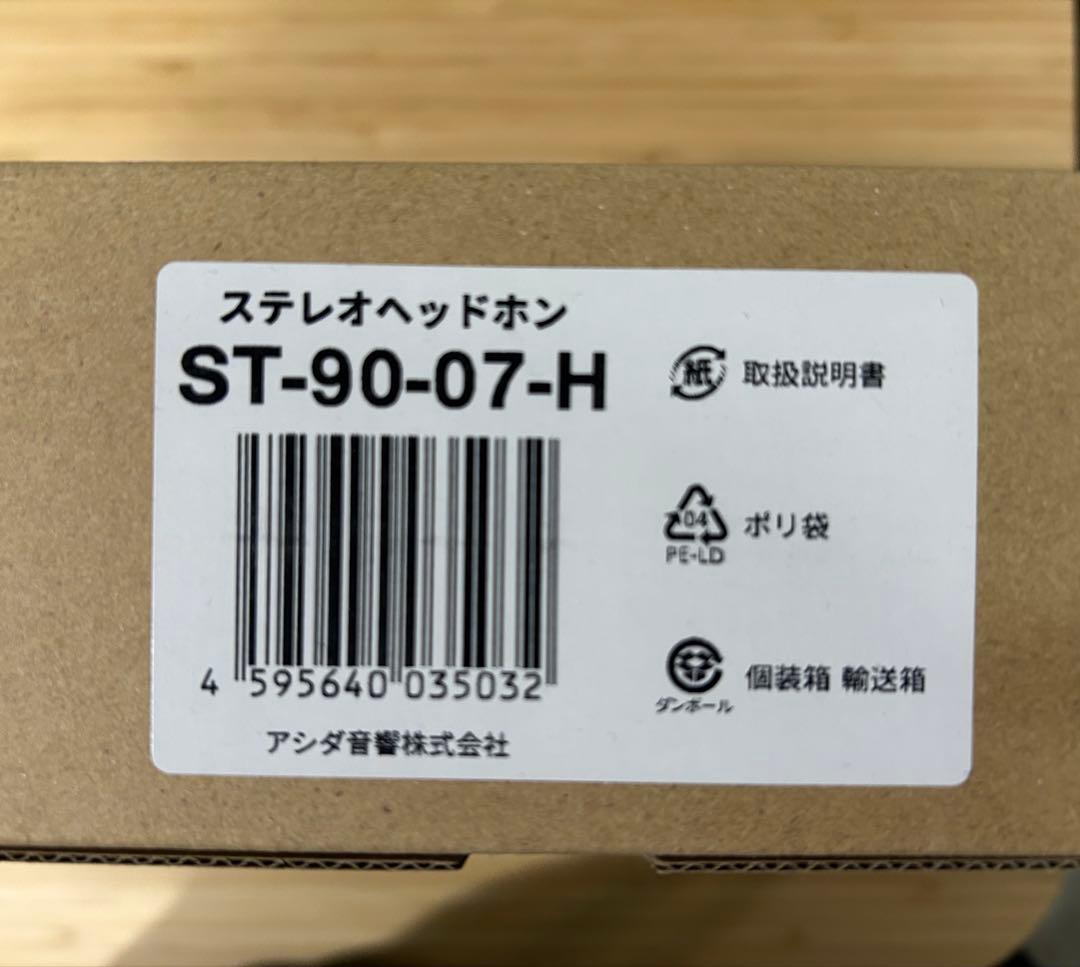 ステレオヘッドホン
ST-90-07-H
4 595640 035032
アシダ音響株式会社
紙 取扱説明書
04 ポリ袋
PE-LD
個装箱 輸送箱
ダンボール